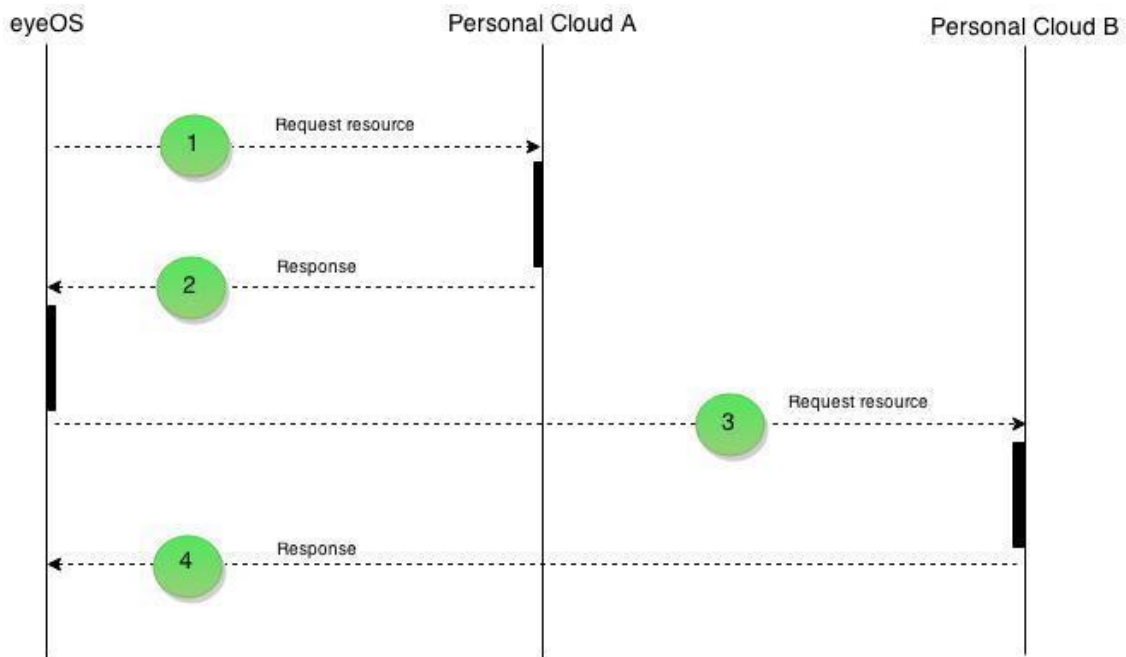 eyeOS
Personal Cloud A
Personal Cloud B
1
Request resource
2
Response
3
Request resource
4
Response